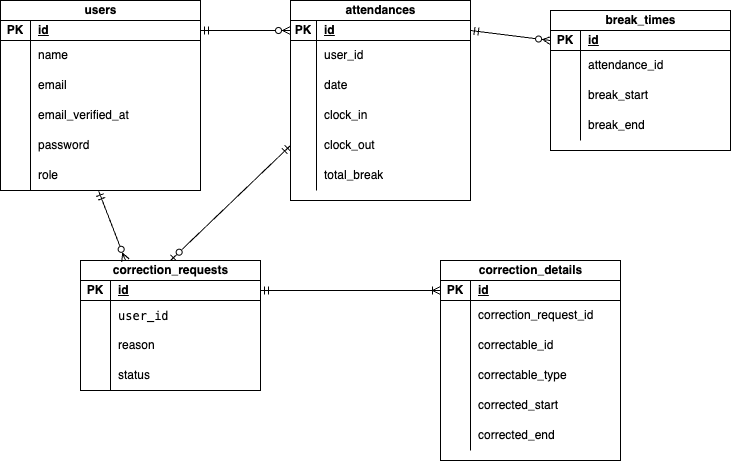 users
PK id
name
email
email_verified_at
password
role
attendances
PK id
user_id
date
clock_in
clock_out
total_break
break_times
PK id
attendance_id
break_start
break_end
correction_requests
PK id
user_id
reason
status
correction_details
PK id
correction_request_id
correctable_id
correctable_type
corrected_start
corrected_end